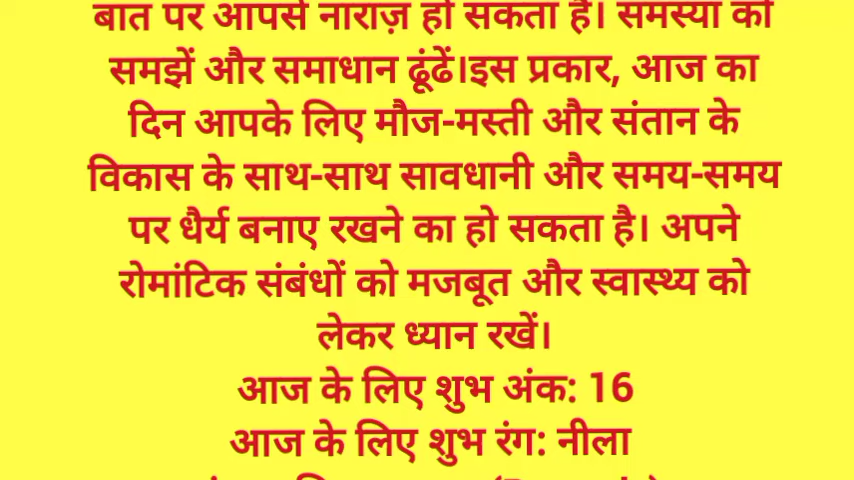 बात पर आपसे नाराज़ हो सकता है। समस्या को
समझें और समाधान ढूंढें।इस प्रकार, आज का
दिन आपके लिए मौज-मस्ती और संतान के
विकास के साथ-साथ सावधानी और समय-समय
पर धैर्य बनाए रखने का हो सकता है। अपने
रोमांटिक संबंधों को मजबूत और स्वास्थ्य को
लेकर ध्यान रखें।
आज के लिए शुभ अंक: 16
आज के लिए शुभ रंग: नीला